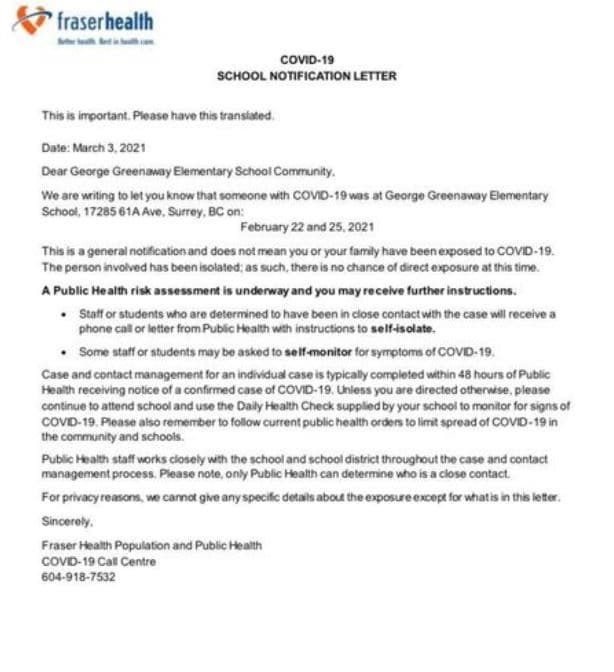 fraserhealth
Better health. Best in health care.
COVID-19
SCHOOL NOTIFICATION LETTER
This is important. Please have this translated.
Date: March 3, 2021
Dear George Greenaway Elementary School Community,
We are writing to let you know that someone with COVID-19 was at George Greenaway Elementary
School, 17285 61A Ave, Surrey, BC on:
February 22 and 25, 2021
This is a general notification and does not mean you or your family have been exposed to COVID-19.
The person involved has been isolated; as such, there is no chance of direct exposure at this time.
A Public Health risk assessment is underway and you may receive further instructions.
• Staff or students who are determined to have been in close contact with the case will receive a
phone call or letter from Public Health with instructions to self-isolate.
• Some staff or students may be asked to self-monitor for symptoms of COVID-19.
Case and contact management for an individual case is typically completed within 48 hours of Public
Health receiving notice of a confirmed case of COVID-19. Unless you are directed otherwise, please
continue to attend school and use the Daily Health Check supplied by your school to monitor for signs of
COVID-19. Please also remember to follow current public health orders to limit spread of COVID-19 in
the community and schools.
Public Health staff works closely with the school and school district throughout the case and contact
management process. Please note, only Public Health can determine who is a close contact.
For privacy reasons, we cannot give any specific details about the exposure except for what is in this letter.
Sincerely,
Fraser Health Population and Public Health
COVID-19 Call Centre
604-918-7532